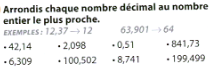 Arrondis chaque nombre décimal au nombre
entier le plus proche.
EXEMPLES : 12,37 → 12 63,901 → 64
• 42,14 • 2,098 • 0,51 • 841,73
• 6,309 • 100,502 • 8,741 • 199,499